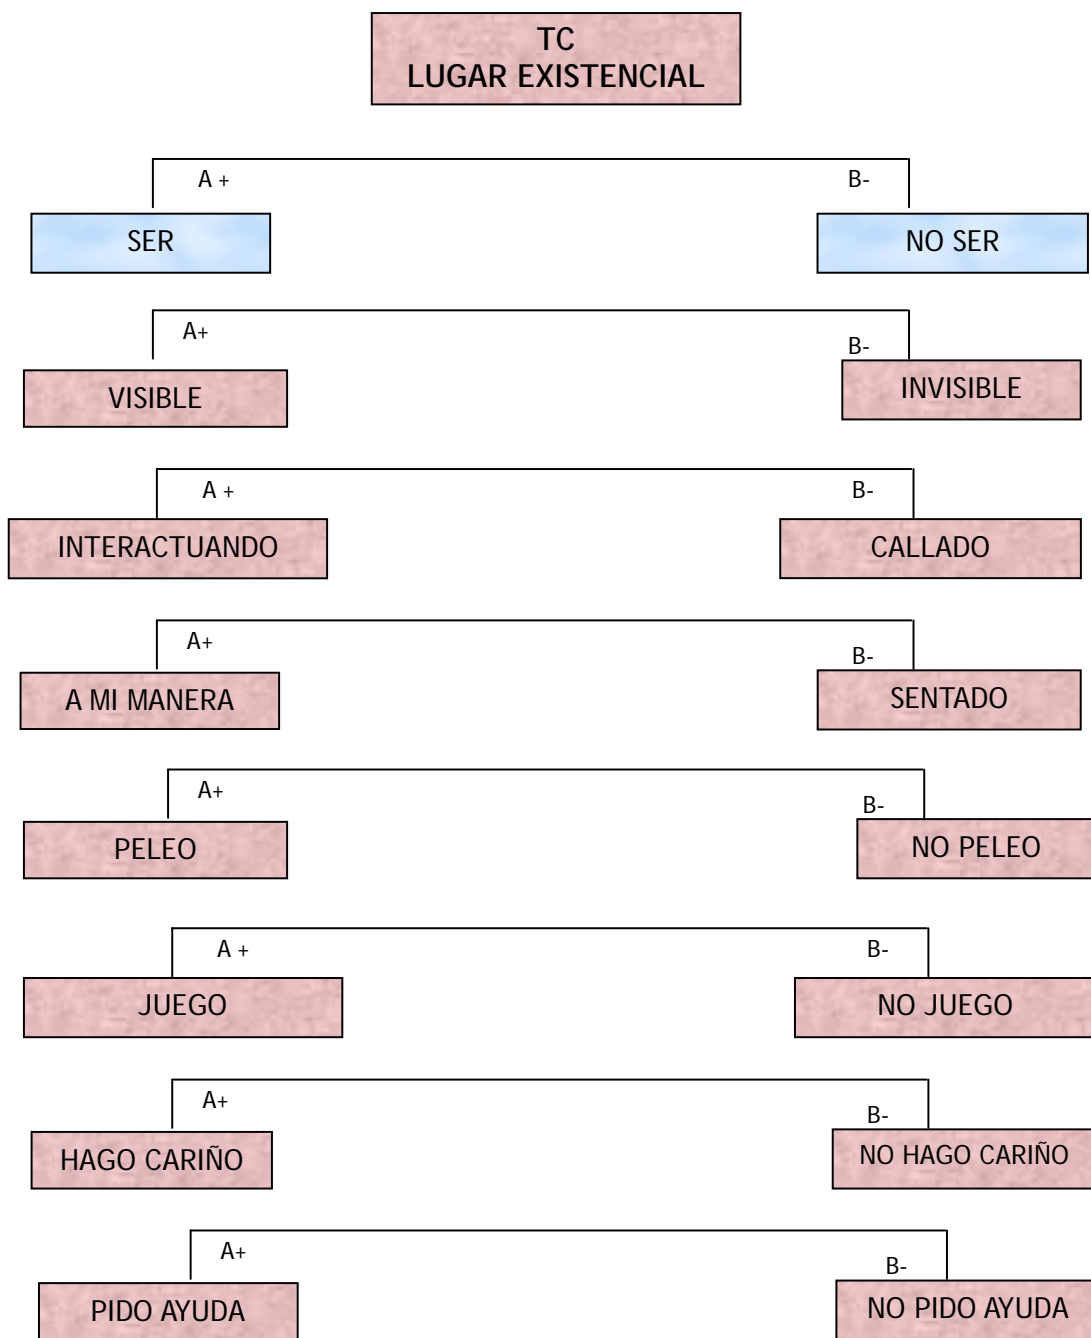 TC
LUGAR EXISTENCIAL
A + B-
SER NO SER
A+ B-
VISIBLE INVISIBLE
A + B-
INTERACTUANDO CALLADO
A+ B-
A MI MANERA SENTADO
A+ B-
PELEO NO PELEO
A + B-
JUEGO NO JUEGO
A+ B-
HAGO CARIÑO NO HAGO CARIÑO
A+ B-
PIDO AYUDA NO PIDO AYUDA